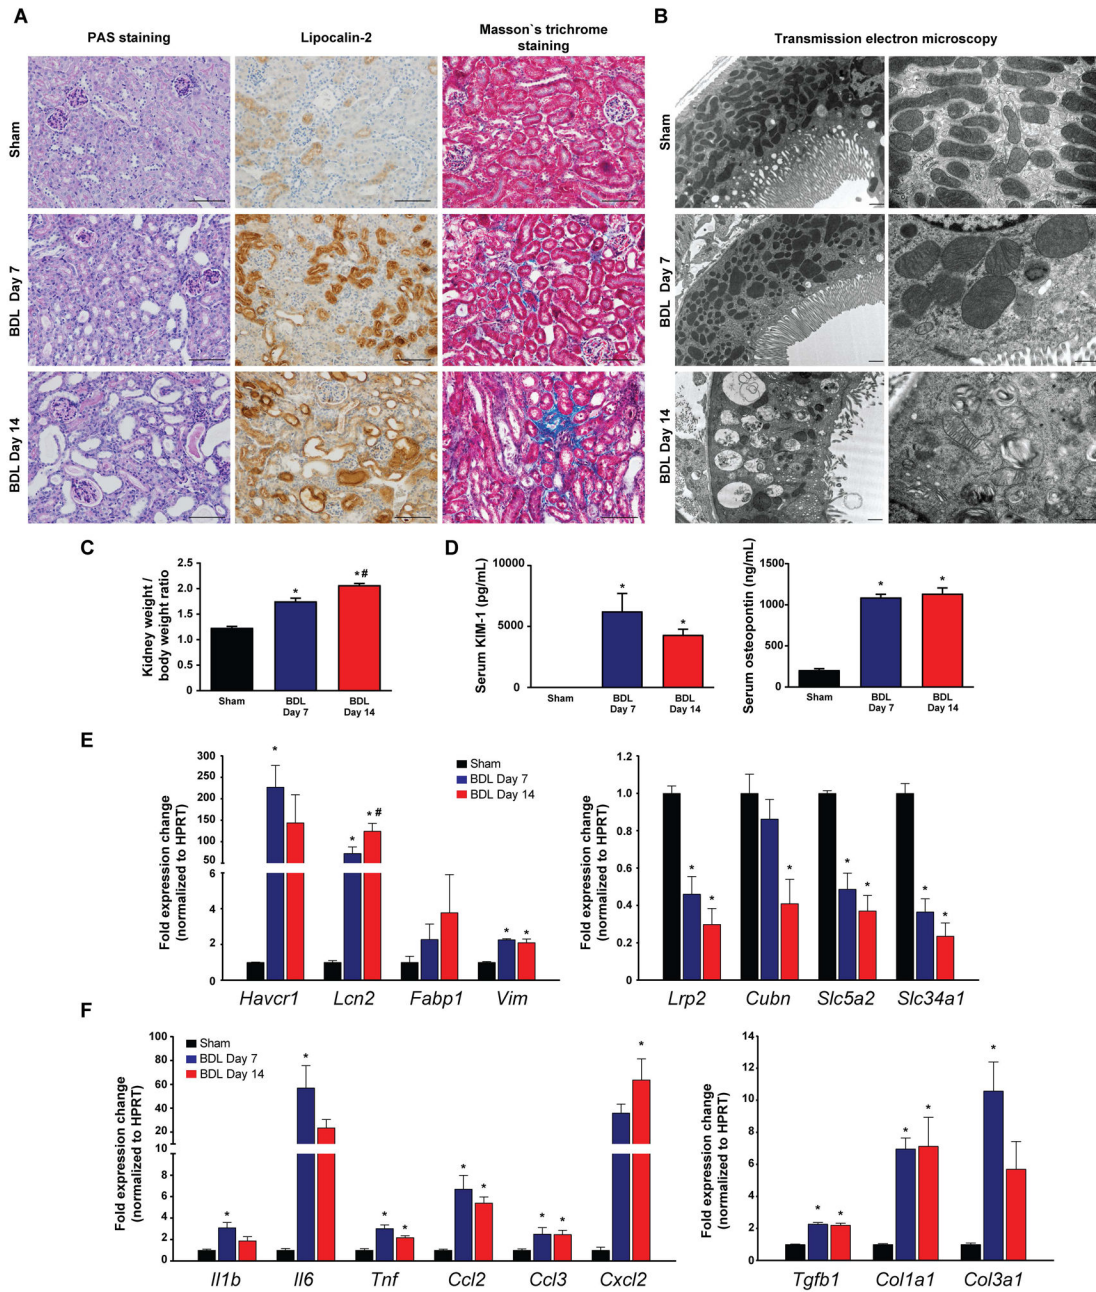 A
PAS staining
Lipocalin-2
Masson`s trichrome
staining
B
Transmission electron microscopy
Sham
BDL Day 7
BDL Day 14
Sham
BDL Day 7
BDL Day 14
C
Kidney weight /
body weight ratio
2.5
2.0
1.5
1.0
0.5
0
*
*#
Sham
BDL
Day 7
BDL
Day 14
D
Serum KIM-1 (pg/mL)
10000
5000
0
*
*
Sham
BDL
Day 7
BDL
Day 14
Serum osteopontin (ng/mL)
1500
1000
500
0
*
*
Sham
BDL
Day 7
BDL
Day 14
E
Fold expression change
(normalized to HPRT)
300
250
200
150
100
50
6
4
2
0
*
*
*#
*
*
Sham
BDL Day 7
BDL Day 14
Havcr1
Lcn2
Fabp1
Vim
Fold expression change
(normalized to HPRT)
1.2
1.0
0.8
0.6
0.4
0.2
0
*
*
*
*
*
*
*
Lrp2
Cubn
Slc5a2
Slc34a1
F
Fold expression change
(normalized to HPRT)
100
80
60
40
20
10
8
6
4
2
0
Sham
BDL Day 7
BDL Day 14
*
*
*
*
*
*
*
*
*
Il1b
Il6
Tnf
Ccl2
Ccl3
Cxcl2
Fold expression change
(normalized to HPRT)
14
12
10
8
6
4
2
0
*
*
*
*
*
Tgfb1
Col1a1
Col3a1